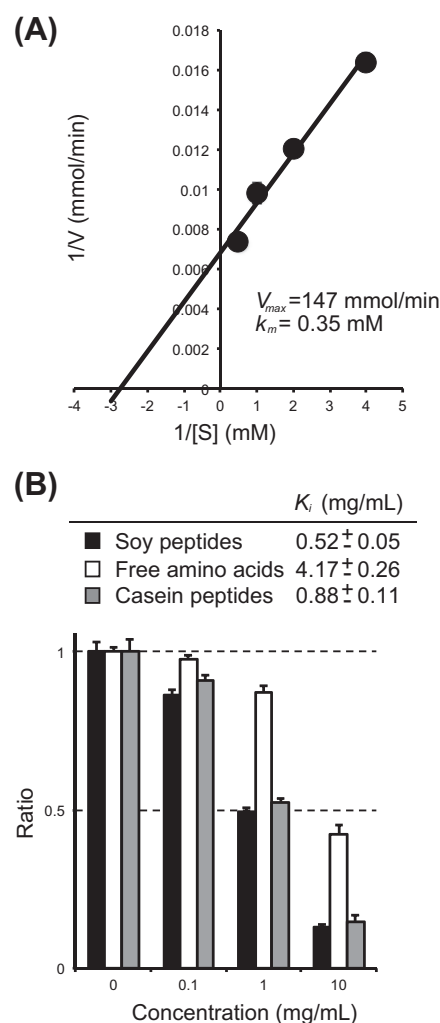 (A)
0.018
0.016
0.014
0.012
0.01
0.008
0.006
0.004
0.002
0
1/V (mmol/min)
Vmax=147 mmol/min
km= 0.35 mM
-4 -3 -2 -1 0 1 2 3 4 5
1/[S] (mM)
(B)
Ki (mg/mL)
Soy peptides 0.52±0.05
Free amino acids 4.17±0.26
Casein peptides 0.88±0.11
1
0.5
0
Ratio
0 0.1 1 10
Concentration (mg/mL)